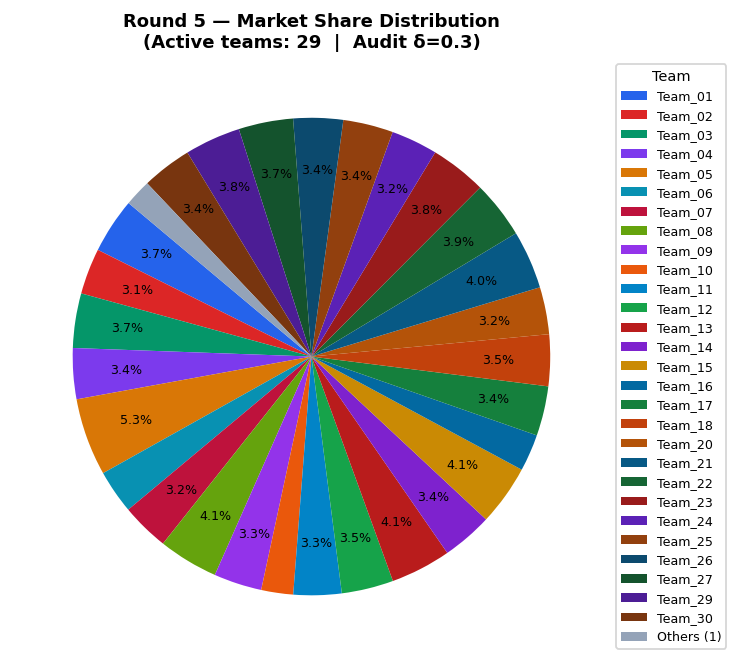 Round 5 — Market Share Distribution
(Active teams: 29  |  Audit δ=0.3)
Team
Team_01
Team_02
Team_03
Team_04
Team_05
Team_06
Team_07
Team_08
Team_09
Team_10
Team_11
Team_12
Team_13
Team_14
Team_15
Team_16
Team_17
Team_18
Team_20
Team_21
Team_22
Team_23
Team_24
Team_25
Team_26
Team_27
Team_29
Team_30
Others (1)
3.7%
3.1%
3.7%
3.4%
5.3%
3.2%
4.1%
3.3%
3.3%
3.5%
4.1%
3.4%
4.1%
3.4%
3.5%
3.2%
4.0%
3.9%
3.8%
3.2%
3.4%
3.4%
3.7%
3.8%
3.4%